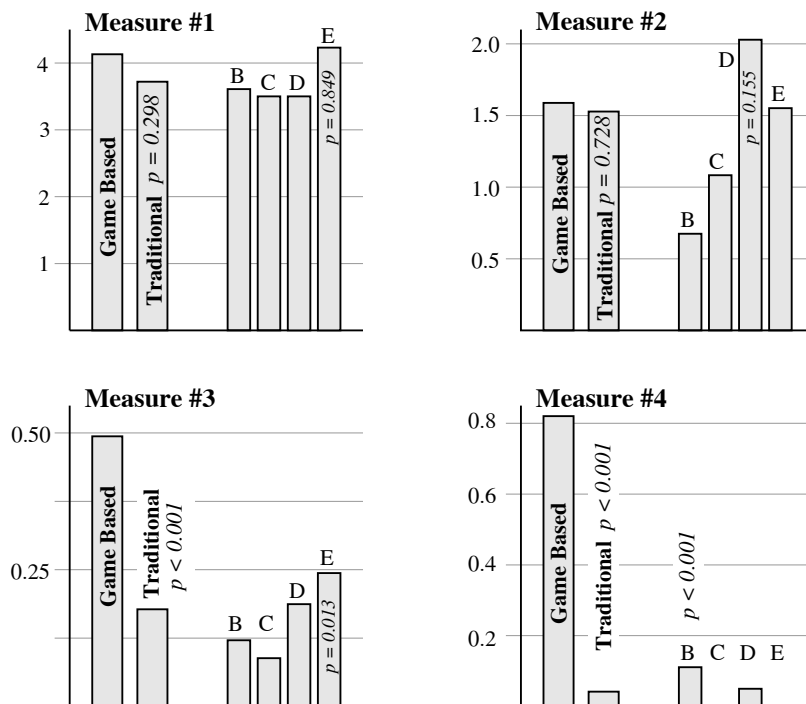 Measure #1
4
3
2
1
Game Based
Traditional p = 0.298
B
C
D
E
p = 0.849
Measure #2
2.0
1.5
1.0
0.5
Game Based
Traditional p = 0.728
B
C
D
p = 0.155
E
Measure #3
0.50
0.25
Game Based
Traditional
p < 0.001
B
C
D
E
p = 0.013
Measure #4
0.8
0.6
0.4
0.2
Game Based
Traditional p < 0.001
p < 0.001
B C D E